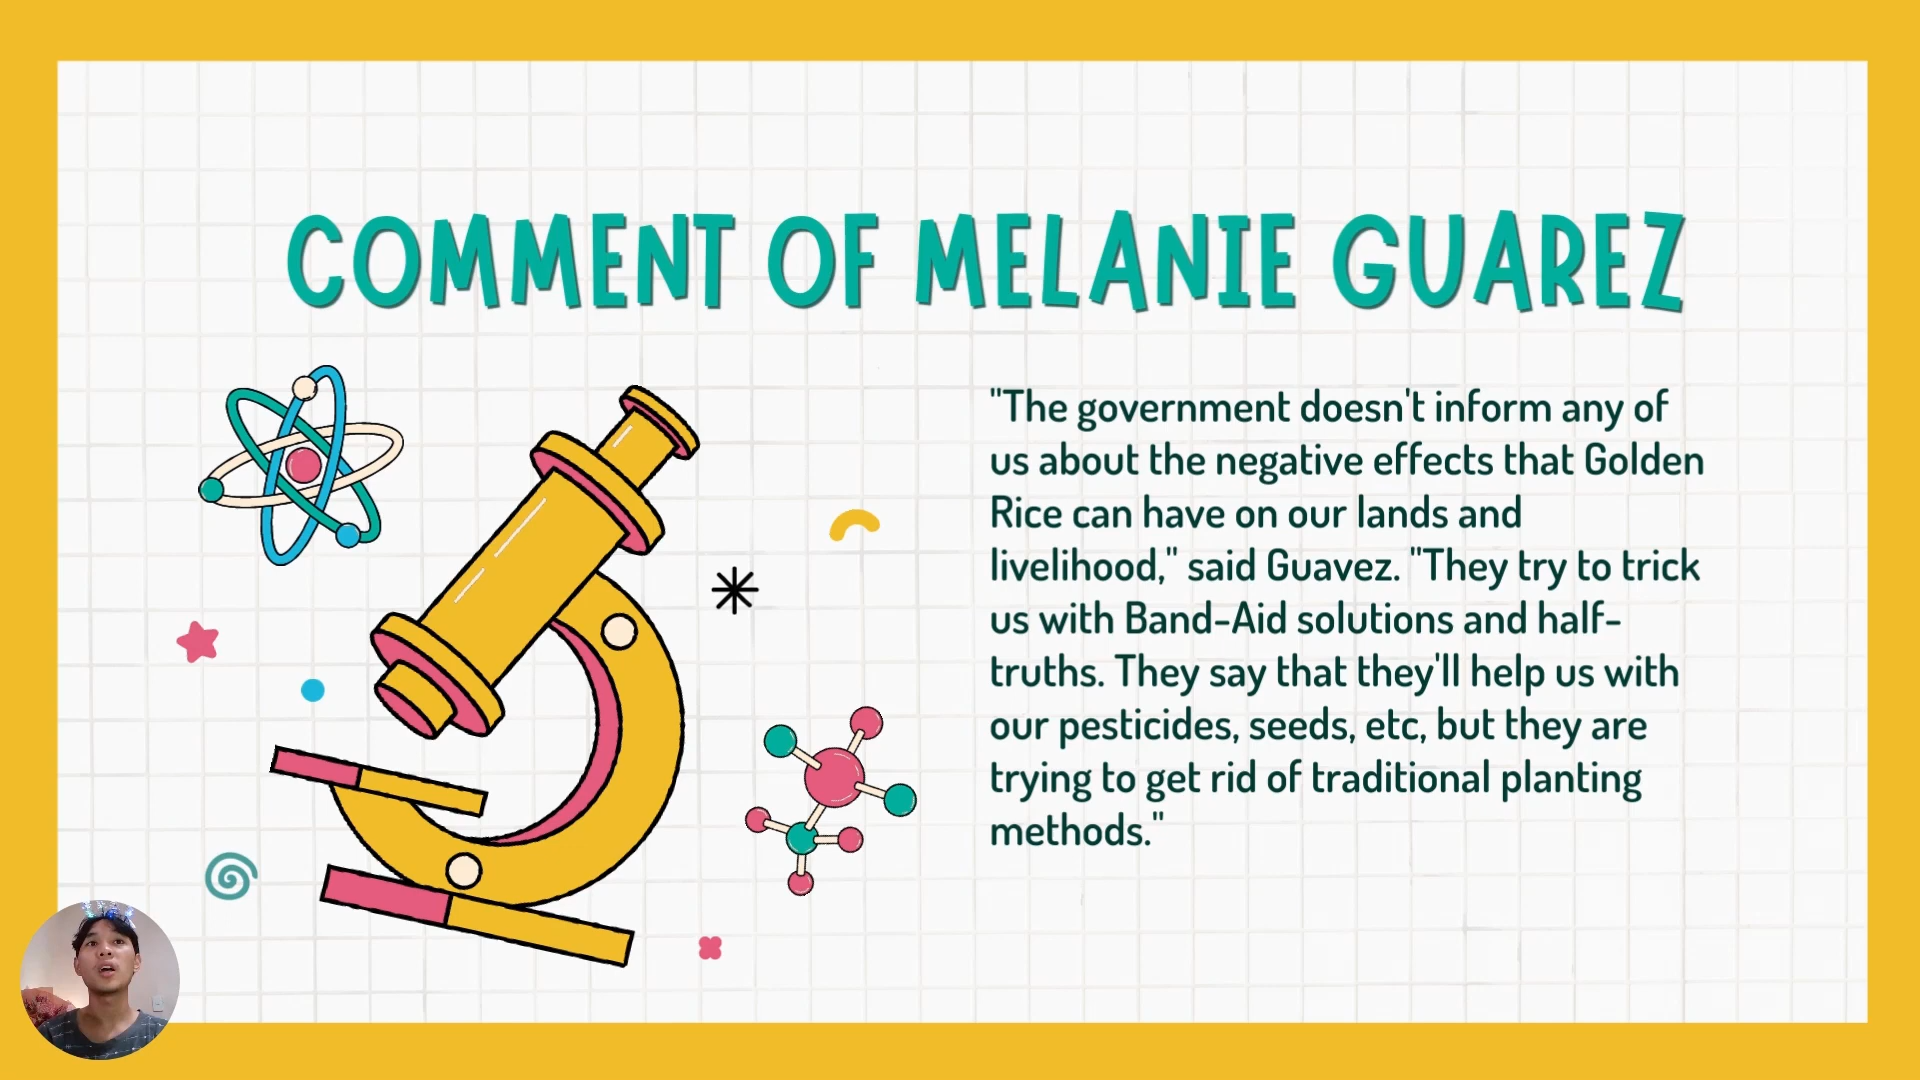 COMMENT OF MELANIE GUAREZ
"The government doesn't inform any of
us about the negative effects that Golden
Rice can have on our lands and
livelihood," said Guavez. "They try to trick
us with Band-Aid solutions and half-
truths. They say that they'll help us with
our pesticides, seeds, etc, but they are
trying to get rid of traditional planting
methods."